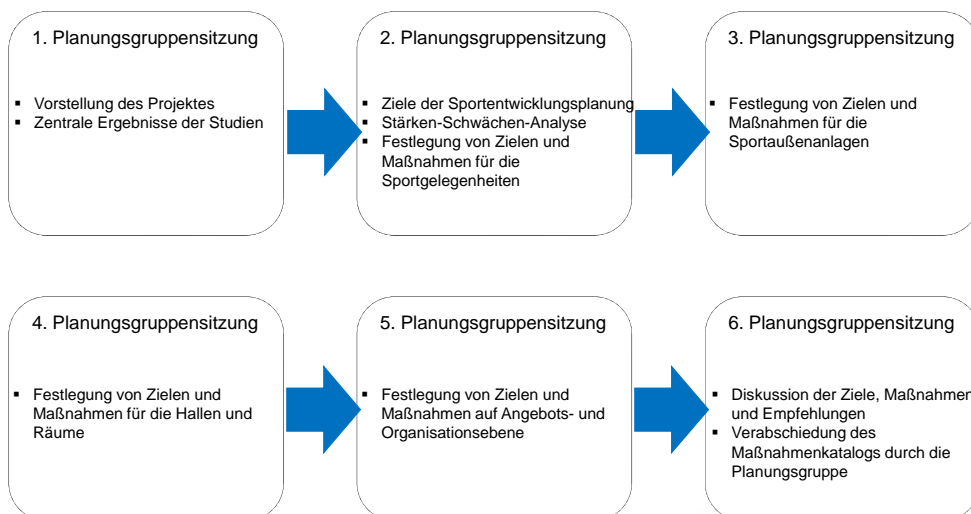 1. Planungsgruppensitzung
▪ Vorstellung des Projektes
▪ Zentrale Ergebnisse der Studien
2. Planungsgruppensitzung
▪ Ziele der Sportentwicklungsplanung
▪ Stärken-Schwächen-Analyse
▪ Festlegung von Zielen und
Maßnahmen für die
Sportgelegenheiten
3. Planungsgruppensitzung
▪ Festlegung von Zielen und
Maßnahmen für die
Sportaußenanlagen
4. Planungsgruppensitzung
▪ Festlegung von Zielen und
Maßnahmen für die Hallen und
Räume
5. Planungsgruppensitzung
▪ Festlegung von Zielen und
Maßnahmen auf Angebots- und
Organisationsebene
6. Planungsgruppensitzung
▪ Diskussion der Ziele, Maßnahmen
und Empfehlungen
▪ Verabschiedung des
Maßnahmenkatalogs durch die
Planungsgruppe